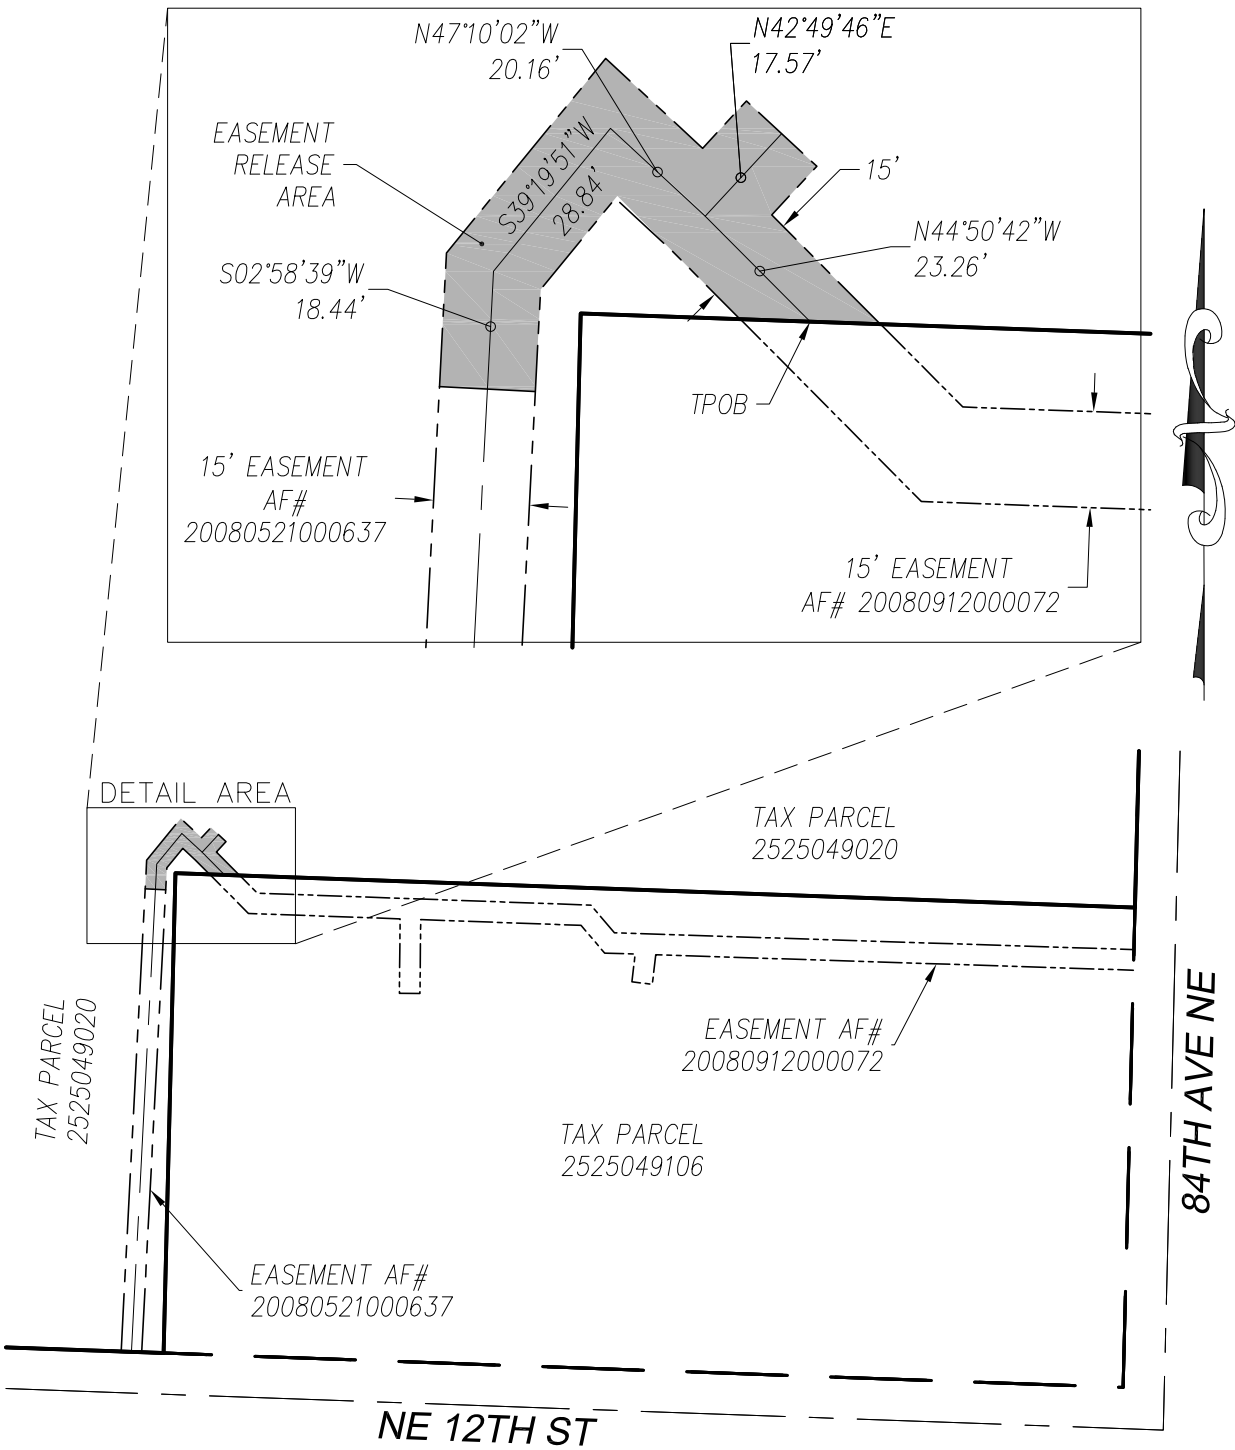 N47°10'02"W
20.16'
N42°49'46"E
17.57'
EASEMENT
RELEASE
AREA
S39°19'51"W
28.84'
15'
N44°50'42"W
23.26'
S02°58'39"W
18.44'
TPOB
15' EASEMENT
AF#
20080521000637
15' EASEMENT
AF# 20080912000072
DETAIL AREA
TAX PARCEL
2525049020
TAX PARCEL
2525049020
EASEMENT AF#
20080912000072
TAX PARCEL
2525049106
84TH AVE NE
EASEMENT AF#
20080521000637
NE 12TH ST